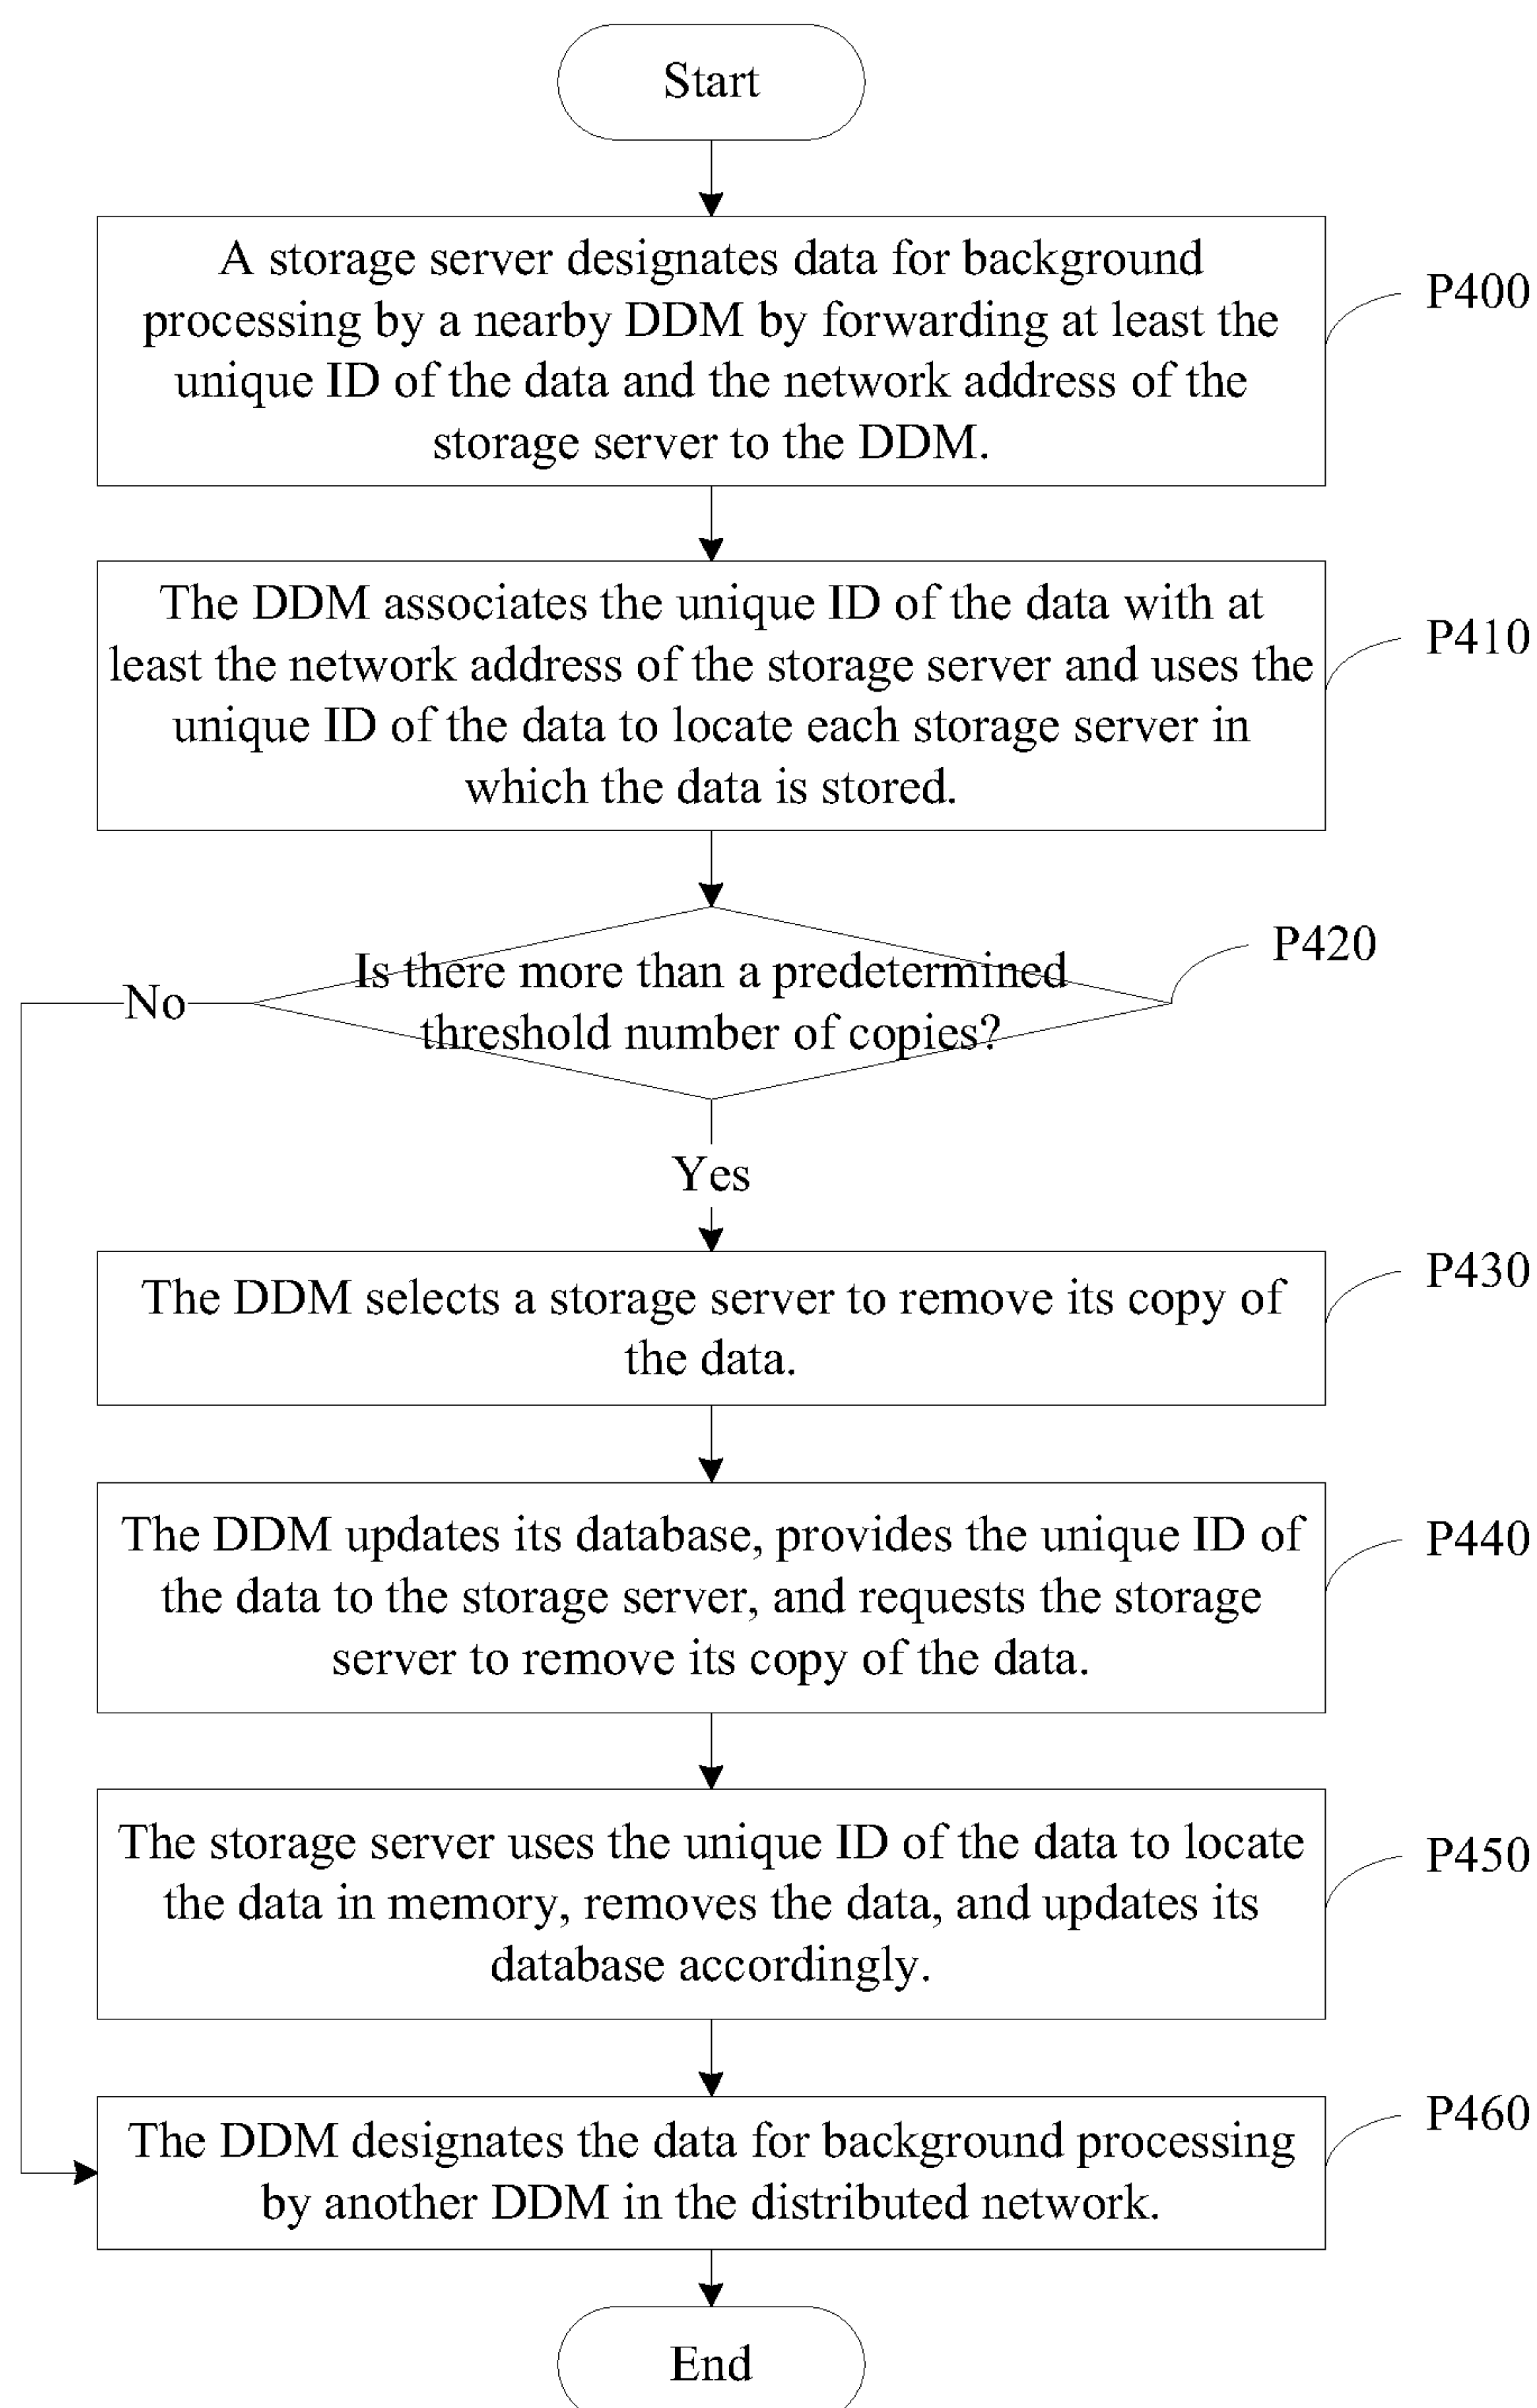 Start
A storage server designates data for background
processing by a nearby DDM by forwarding at least the
unique ID of the data and the network address of the
storage server to the DDM.
P400
The DDM associates the unique ID of the data with at
least the network address of the storage server and uses the
unique ID of the data to locate each storage server in
which the data is stored.
P410
Is there more than a predetermined
threshold number of copies?
P420
No
Yes
The DDM selects a storage server to remove its copy of
the data.
P430
The DDM updates its database, provides the unique ID of
the data to the storage server, and requests the storage
server to remove its copy of the data.
P440
The storage server uses the unique ID of the data to locate
the data in memory, removes the data, and updates its
database accordingly.
P450
The DDM designates the data for background processing
by another DDM in the distributed network.
P460
End